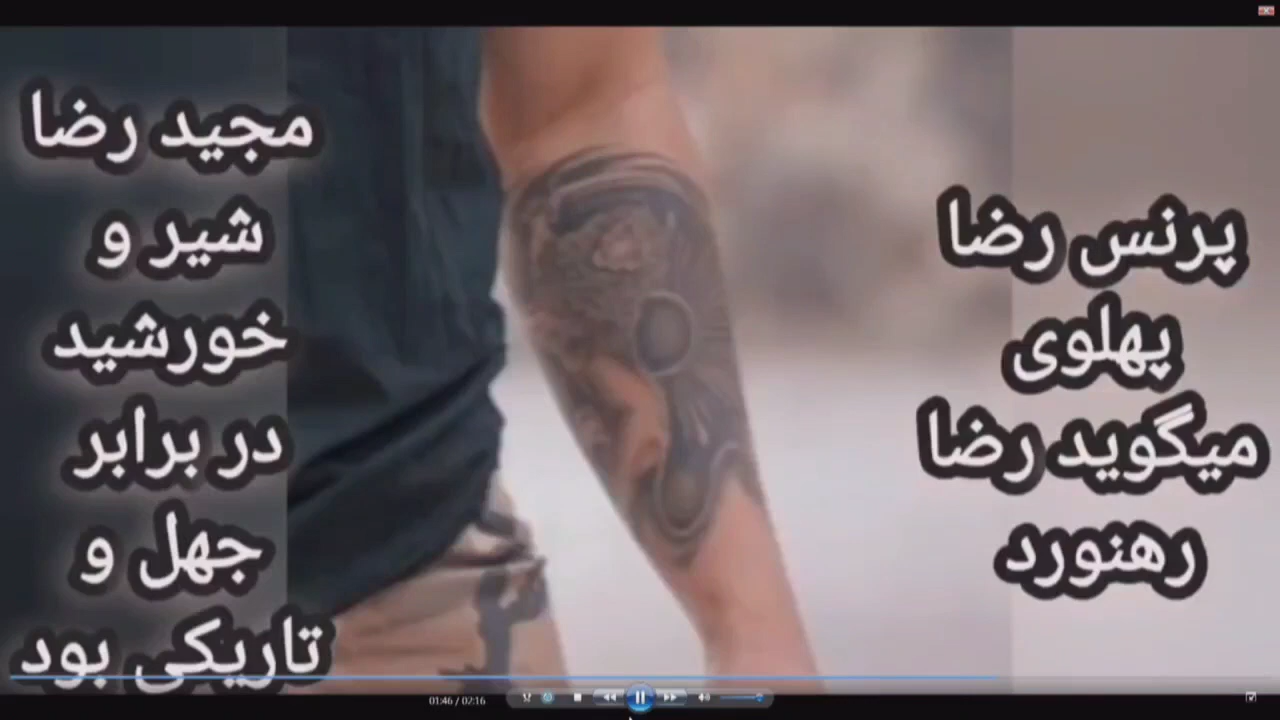 پرنس رضا
پهلوی
میگوید رضا
رهنورد
مجید رضا
شیر و
خورشید
در برابر
جهل و
تاریکی بود
01:46 / 02:16